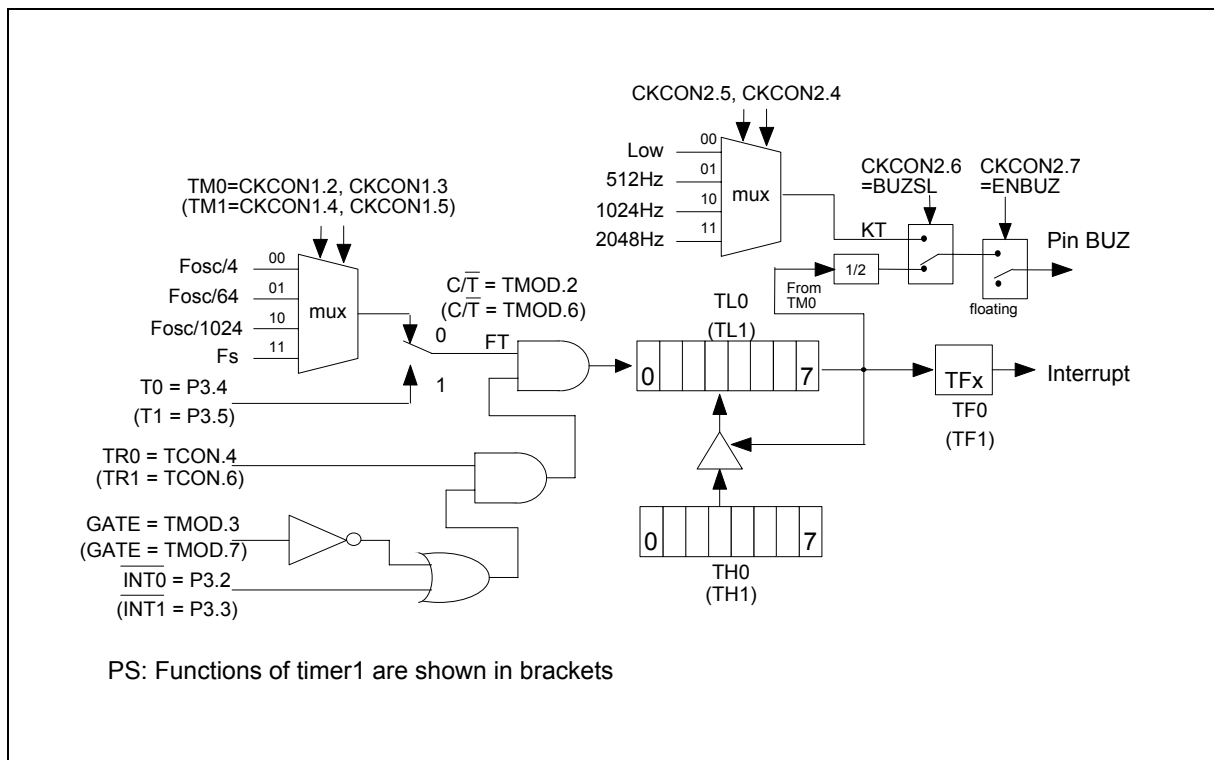 CKCON2.5, CKCON2.4
00
Low
01
512Hz
10
1024Hz
11
2048Hz
mux
KT
CKCON2.6
=BUZSL
CKCON2.7
=ENBUZ
Pin BUZ
1/2
From
TM0
floating
TM0=CKCON1.2, CKCON1.3
(TM1=CKCON1.4, CKCON1.5)
00
Fosc/4
01
Fosc/64
10
Fosc/1024
11
Fs
mux
C/T̅ = TMOD.2
(C/T̅ = TMOD.6)
0
FT
1
T0 = P3.4
(T1 = P3.5)
TL0
(TL1)
0 7
TFx
Interrupt
TF0
(TF1)
TR0 = TCON.4
(TR1 = TCON.6)
GATE = TMOD.3
(GATE = TMOD.7)
I̅N̅T̅0̅ = P3.2
(I̅N̅T̅1̅ = P3.3)
0 7
TH0
(TH1)
PS: Functions of timer1 are shown in brackets